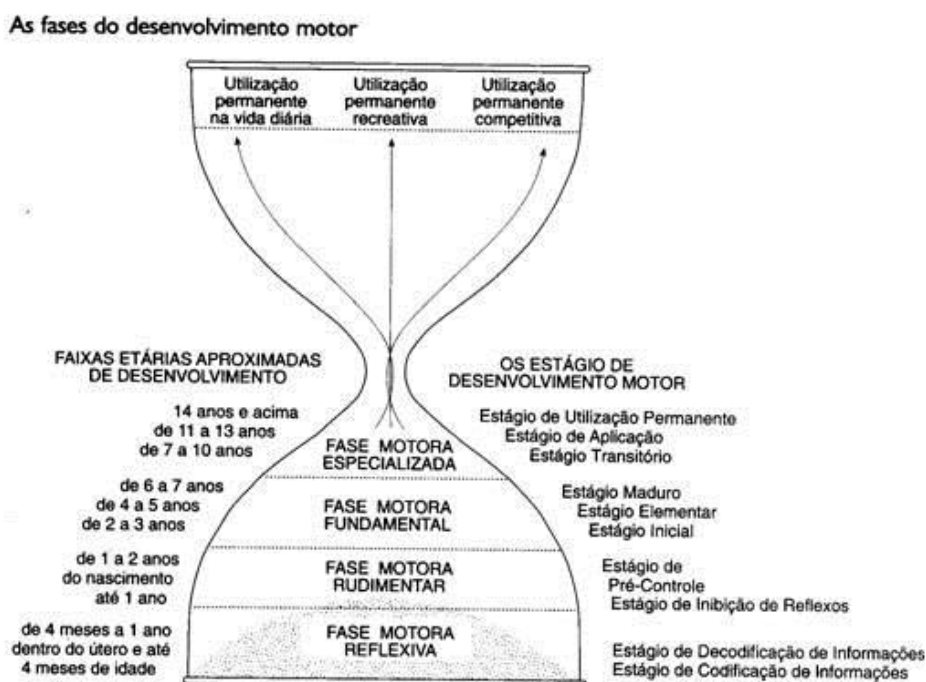 As fases do desenvolvimento motor
Utilização permanente na vida diária
Utilização permanente recreativa
Utilização permanente competitiva
FAIXAS ETÁRIAS APROXIMADAS
DE DESENVOLVIMENTO
14 anos e acima
de 11 a 13 anos
de 7 a 10 anos
de 6 a 7 anos
de 4 a 5 anos
de 2 a 3 anos
de 1 a 2 anos
do nascimento
até 1 ano
de 4 meses a 1 ano
dentro do útero e até
4 meses de idade
FASE MOTORA
ESPECIALIZADA
FASE MOTORA
FUNDAMENTAL
FASE MOTORA
RUDIMENTAR
FASE MOTORA
REFLEXIVA
OS ESTÁGIO DE
DESENVOLVIMENTO MOTOR
Estágio de Utilização Permanente
Estágio de Aplicação
Estágio Transitório
Estágio Maduro
Estágio Elementar
Estágio Inicial
Estágio de
Pré-Controle
Estágio de Inibição de Reflexos
Estágio de Decodificação de Informações
Estágio de Codificação de Informações